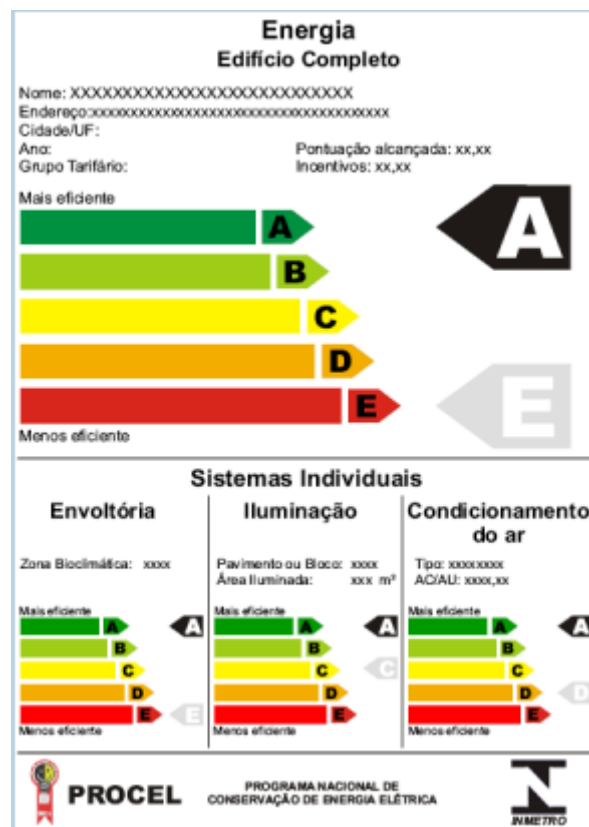 Energia
Edifício Completo
Nome: XXXXXXXXXXXXXXXXXXXXXXXXXXX
Endereço:xxxxxxxxxxxxxxxxxxxxxxxxxxxxxxxxxxxxxx
Cidade/UF:
Ano: Pontuação alcançada: xx,xx
Grupo Tarifário: Incentivos: xx,xx
Mais eficiente
A A
B
C
D
E E
Menos eficiente
Sistemas Individuais
Envoltória
Zona Bioclimática: xxxx
Mais eficiente
A A
B
C
D
E E
Menos eficiente
Iluminação
Pavimento ou Bloco: xxxx
Área Iluminada: xxx m²
Mais eficiente
A A
B
C C
D
E
Menos eficiente
Condicionamento
do ar
Tipo: xxxxxxxx
AC/AU: xxxx,xx
Mais eficiente
A A
B
C
D D
E
Menos eficiente
PROCEL
PROGRAMA NACIONAL DE
CONSERVAÇÃO DE ENERGIA ELÉTRICA
INMETRO